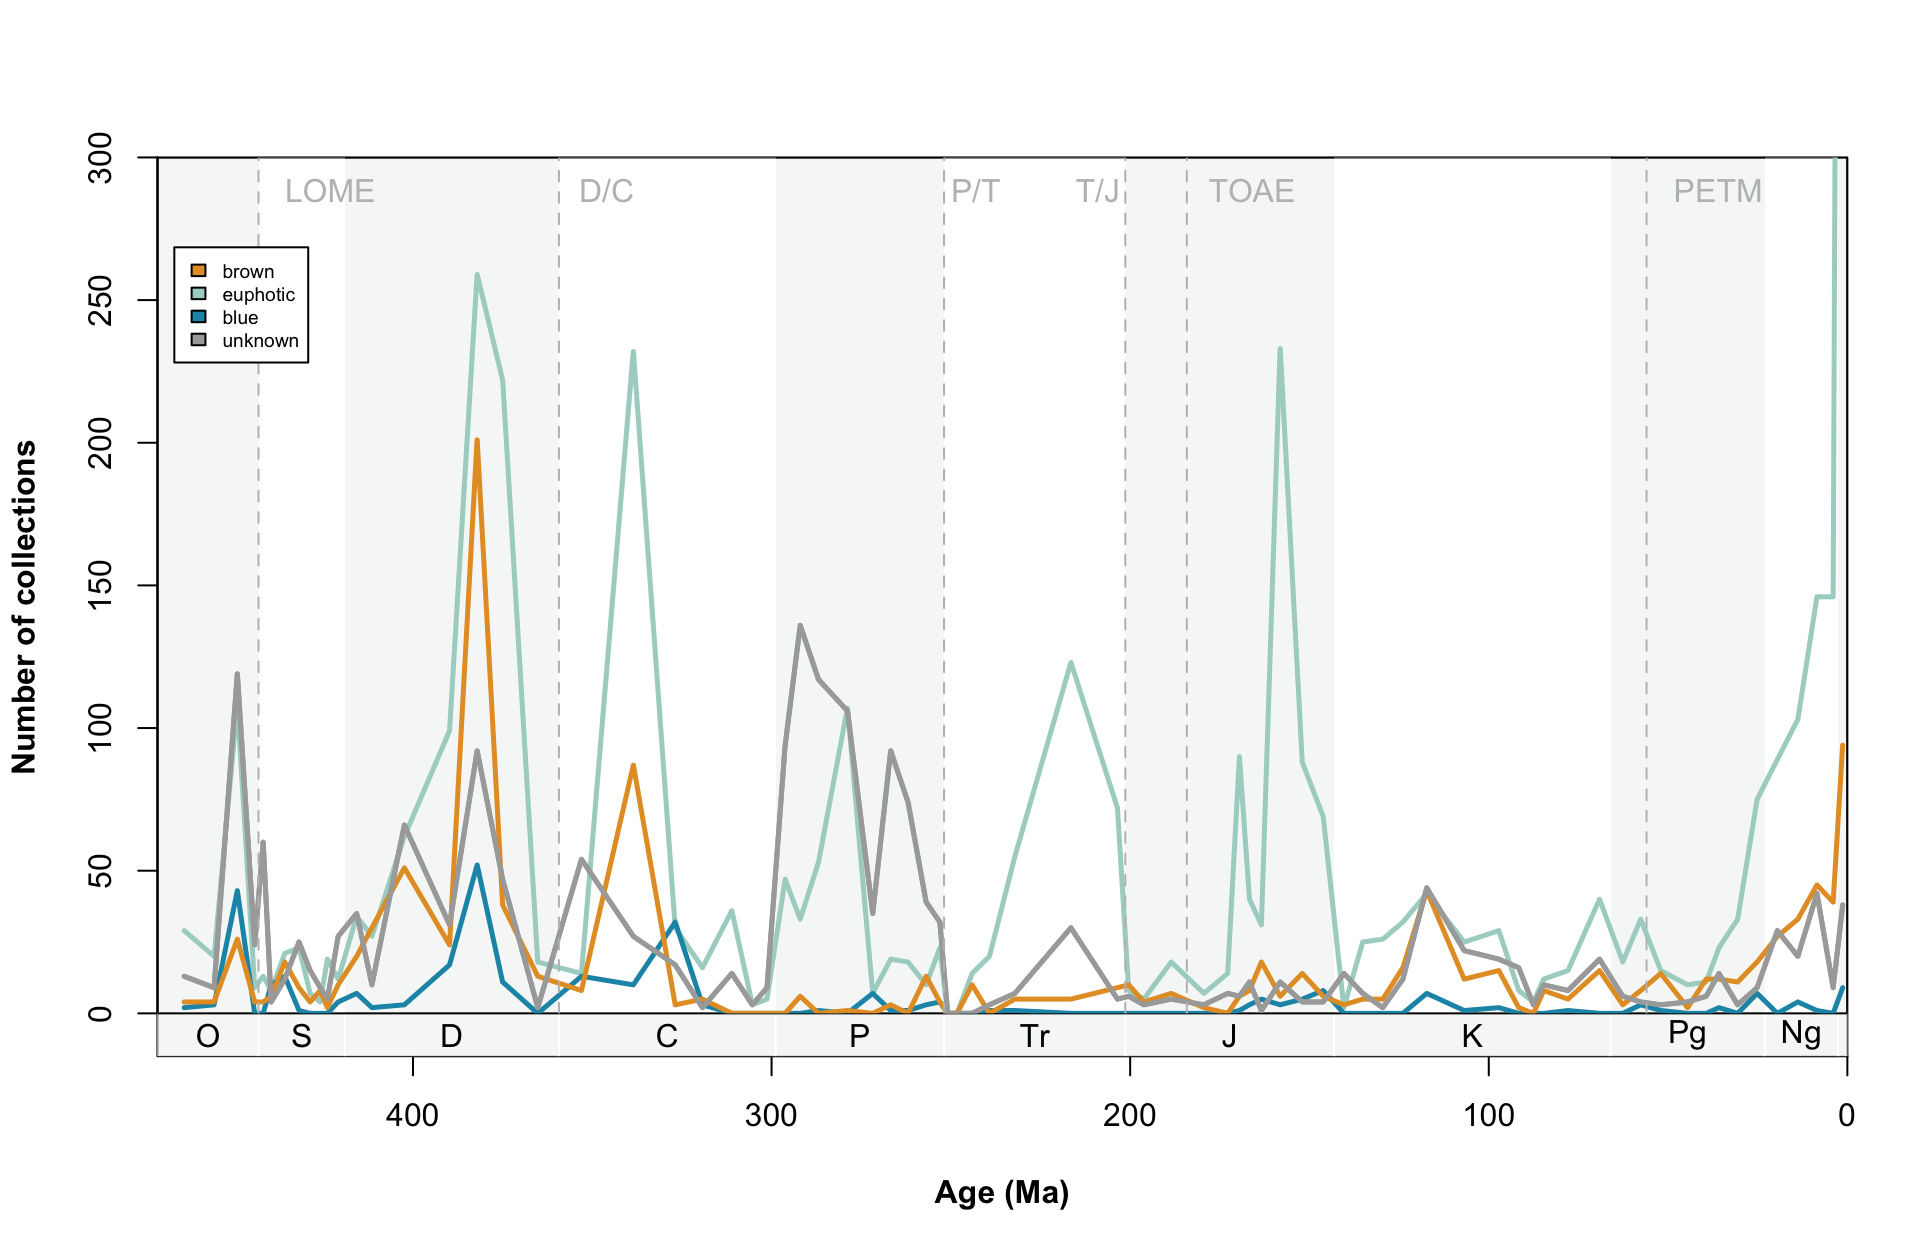 LOME D/C P/T T/J TOAE PETM
brown
euphotic
blue
unknown
300
250
200
150
100
50
0
Number of collections
O S D C P Tr J K Pg Ng
400 300 200 100 0
Age (Ma)